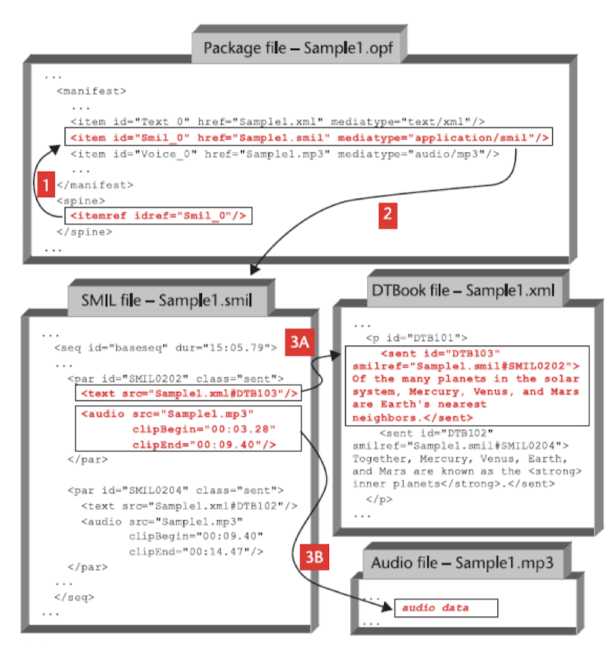 Package file – Sample1.opf
...
<manifest>
...
<item id="Text_0" href="Sample1.xml" mediatype="text/xml"/>
<item id="Smil_0" href="Sample1.smil" mediatype="application/smil"/>
<item id="Voice_0" href="Sample1.mp3" mediatype="audio/mp3"/>
...
1
</manifest>
<spine>
<itemref idref="Smil_0"/>
</spine>
...
2
SMIL file – Sample1.smil
...
<seq id="baseseq" dur="15:05.79">
...
<par id="SMIL0202" class="sent">
<text src="Sample1.xml#DTB103"/>
<audio src="Sample1.mp3"
clipBegin="00:03.28"
clipEnd="00:09.40"/>
</par>
<par id="SMIL0204" class="sent">
<text src="Sample1.xml#DTB102"/>
<audio src="Sample1.mp3"
clipBegin="00:09.40"
clipEnd="00:14.47"/>
</par>
...
</seq>
...
3A
DTBook file – Sample1.xml
...
<p id="DTB101">
<sent id="DTB103"
smilref="Sample1.smil#SMIL0202">
Of the many planets in the solar
system, Mercury, Venus, and Mars
are Earth's nearest
neighbors.</sent>
<sent id="DTB102"
smilref="Sample1.smil#SMIL0204">
Together, Mercury, Venus, Earth,
and Mars are known as the <strong>
inner planets</strong>.</sent>
</p>
...
3B
Audio file – Sample1.mp3
...
audio data
...